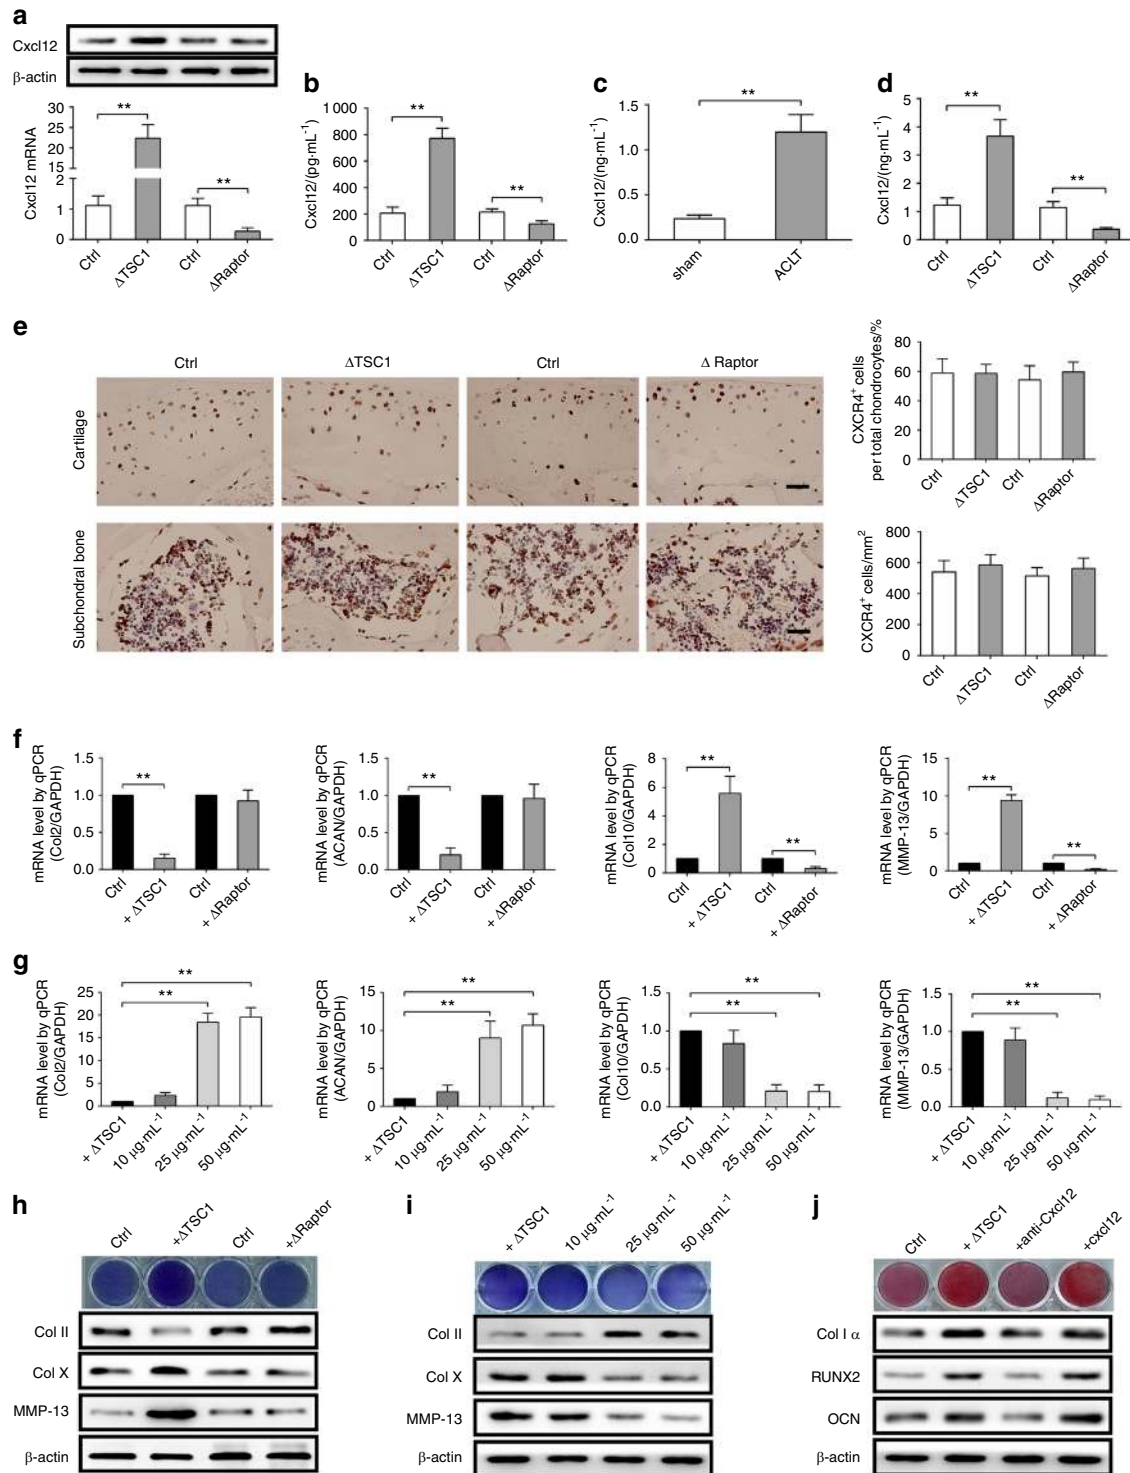 a
Cxcl12
β-actin
Cxcl12 mRNA
30
25
20
15
2
1
0
**
**
Ctrl
ΔTSC1
Ctrl
ΔRaptor
b
Cxcl12/(pg·mL-1)
1 000
800
600
400
200
0
**
**
Ctrl
ΔTSC1
Ctrl
ΔRaptor
c
Cxcl12/(ng·mL-1)
1.5
1.0
0.5
0.0
**
sham
ACLT
d
Cxcl12/(ng·mL-1)
5
4
3
2
1
0
**
**
Ctrl
ΔTSC1
Ctrl
ΔRaptor
e
Ctrl
ΔTSC1
Ctrl
Δ Raptor
Cartilage
Subchondral bone
CXCR4+ cells
per total chondrocytes/%
80
60
40
20
0
Ctrl
ΔTSC1
Ctrl
ΔRaptor
CXCR4+ cells/mm2
800
600
400
200
0
Ctrl
ΔTSC1
Ctrl
ΔRaptor
f
mRNA level by qPCR
(Col2/GAPDH)
1.5
1.0
0.5
0.0
**
Ctrl
+ ΔTSC1
Ctrl
+ ΔRaptor
mRNA level by qPCR
(ACAN/GAPDH)
1.5
1.0
0.5
0.0
**
Ctrl
+ ΔTSC1
Ctrl
+ ΔRaptor
mRNA level by qPCR
(Col10/GAPDH)
8
6
4
2
0
**
**
Ctrl
+ ΔTSC1
Ctrl
+ ΔRaptor
mRNA level by qPCR
(MMP-13/GAPDH)
15
10
5
0
**
**
Ctrl
+ ΔTSC1
Ctrl
+ ΔRaptor
g
mRNA level by qPCR
(Col2/GAPDH)
25
20
15
10
5
0
**
**
+ ΔTSC1
10 μg·mL-1
25 μg·mL-1
50 μg·mL-1
mRNA level by qPCR
(ACAN/GAPDH)
15
10
5
0
**
**
+ ΔTSC1
10 μg·mL-1
25 μg·mL-1
50 μg·mL-1
mRNA level by qPCR
(Col10/GAPDH)
1.5
1.0
0.5
0.0
**
**
+ ΔTSC1
10 μg·mL-1
25 μg·mL-1
50 μg·mL-1
mRNA level by qPCR
(MMP-13/GAPDH)
1.5
1.0
0.5
0.0
**
**
+ ΔTSC1
10 μg·mL-1
25 μg·mL-1
50 μg·mL-1
h
Ctrl
+ΔTSC1
Ctrl
+ΔRaptor
Col II
Col X
MMP-13
β-actin
i
+ ΔTSC1
10 μg·mL-1
25 μg·mL-1
50 μg·mL-1
Col II
Col X
MMP-13
β-actin
j
Ctrl
+ ΔTSC1
+anti-Cxcl12
+cxcl12
Col I α
RUNX2
OCN
β-actin